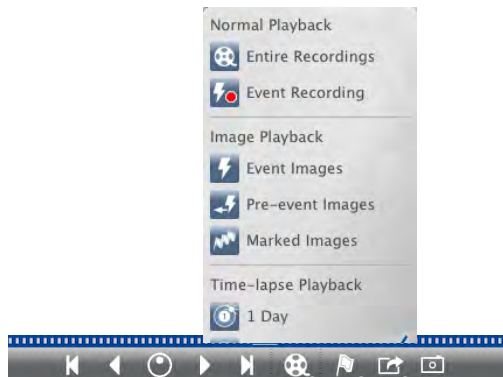 Normal Playback
Entire Recordings
Event Recording
Image Playback
Event Images
Pre-event Images
Marked Images
Time-lapse Playback
1 Day